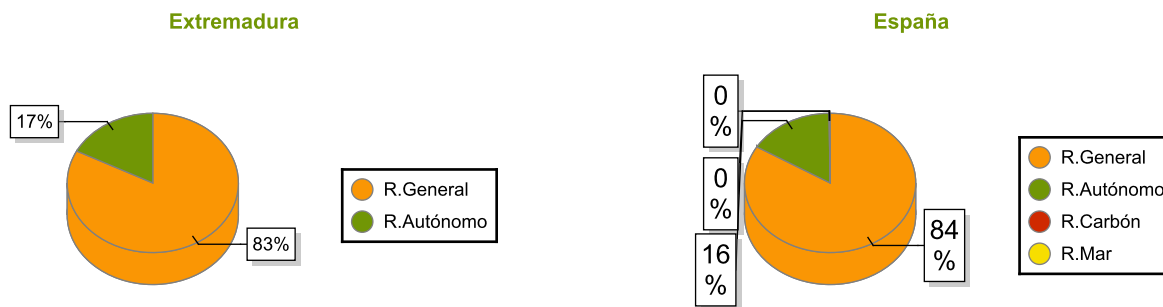 Extremadura
17%
83%
R.General
R.Autónomo
España
0
%
0
%
16
%
84
%
R.General
R.Autónomo
R.Carbón
R.Mar